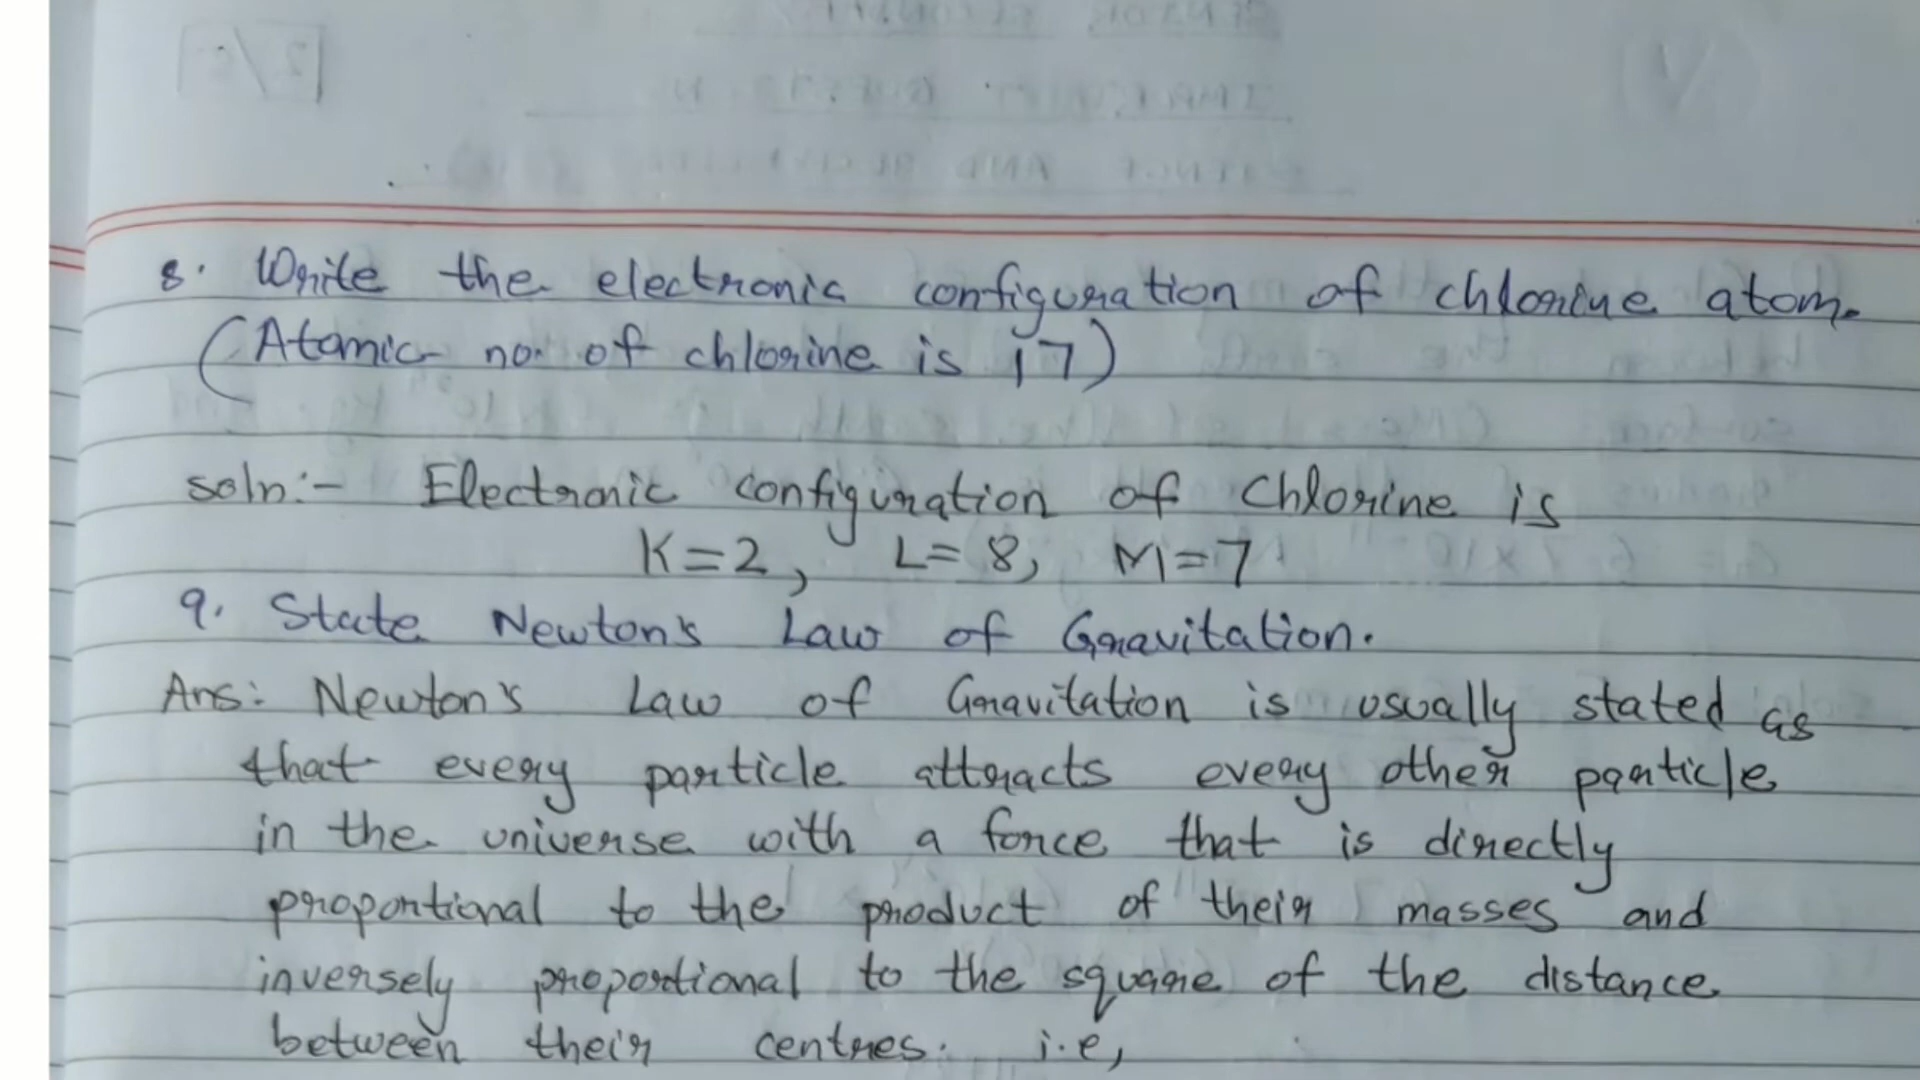 8. Write the electronic configuration of chlorine atom.
(Atomic no. of chlorine is 17)
soln:- Electronic configuration of Chlorine is
K=2, L=8, M=7
9. State Newton's Law of Gravitation.
Ans: Newton's Law of Gravitation is usually stated as
that every particle attracts every other particle
in the universe with a force that is directly
proportional to the product of their masses and
inversely proportional to the square of the distance
between their centres. i.e,